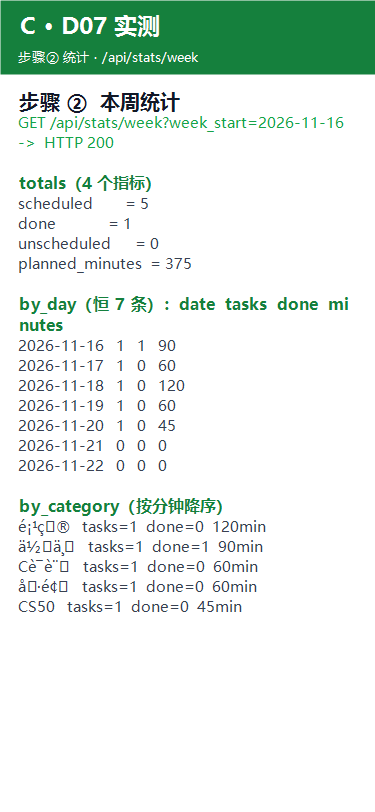 C · D07 实测
步骤② 统计 · /api/stats/week
步骤 ② 本周统计
GET /api/stats/week?week_start=2026-11-16
-> HTTP 200
totals（4 个指标）
scheduled = 5
done = 1
unscheduled = 0
planned_minutes = 375
by_day（恒 7 条）: date tasks done mi
nutes
2026-11-16 1 1 90
2026-11-17 1 0 60
2026-11-18 1 0 120
2026-11-19 1 0 60
2026-11-20 1 0 45
2026-11-21 0 0 0
2026-11-22 0 0 0
by_category（按分钟降序）
é¡¹ç□® tasks=1 done=0 120min
ä½□ä¸□ tasks=1 done=1 90min
Cè¯­è¨□ tasks=1 done=0 60min
å□·é¢□ tasks=1 done=0 60min
CS50 tasks=1 done=0 45min